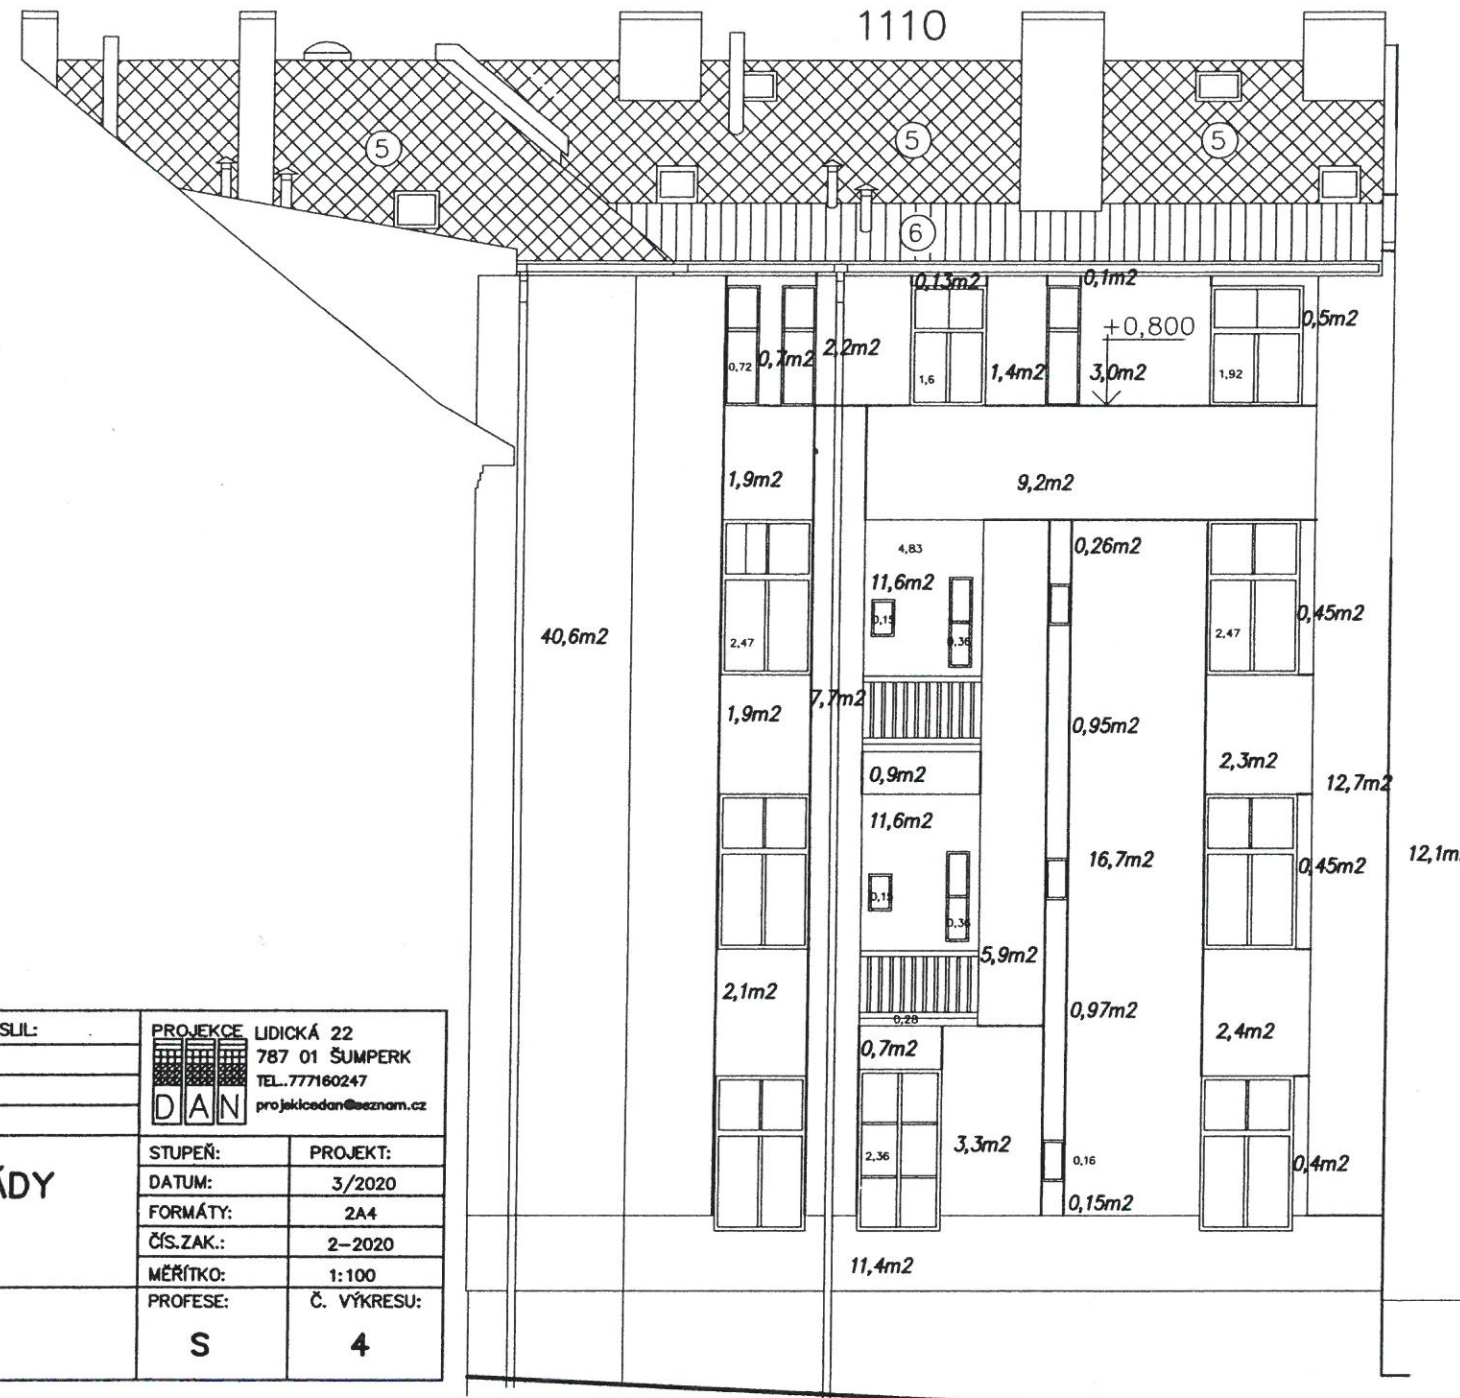 1110
5
5
5
6
0,13m2
0,1m2
0,5m2
+0,800
2,2m2
0,7m2
0,72
1,6
1,4m2
3,0m2
1,92
1,9m2
9,2m2
4,83
0,26m2
11,6m2
0,15
0,36
0,45m2
40,6m2
2,47
2,47
7,7m2
1,9m2
0,95m2
2,3m2
0,9m2
12,7m2
11,6m2
16,7m2
0,45m2
12,1m
0,15
0,36
5,9m2
2,1m2
0,97m2
0,28
2,4m2
0,7m2
3,3m2
2,36
0,16
0,4m2
0,15m2
11,4m2
SLIL:
PROJEKCE LIDICKÁ 22
787 01 ŠUMPERK
TEL.777160247
DAN projekicedan@seznam.cz
STUPEŇ: PROJEKT:
ÁDY
DATUM: 3/2020
FORMÁTY: 2A4
ČÍS.ZAK.: 2-2020
MĚŘÍTKO: 1:100
PROFESE: Č. VÝKRESU:
S 4